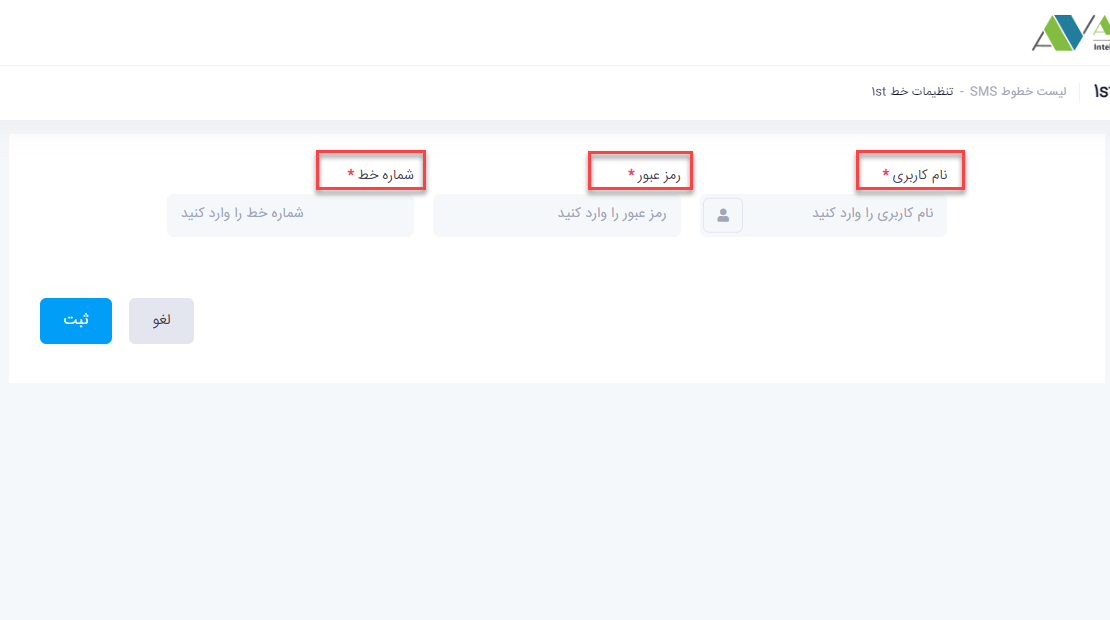 ۱st
لیست خطوط SMS - تنظیمات خط ۱st
نام کاربری *
رمز عبور *
شماره خط *
نام کاربری را وارد کنید
رمز عبور را وارد کنید
شماره خط را وارد کنید
لغو
ثبت